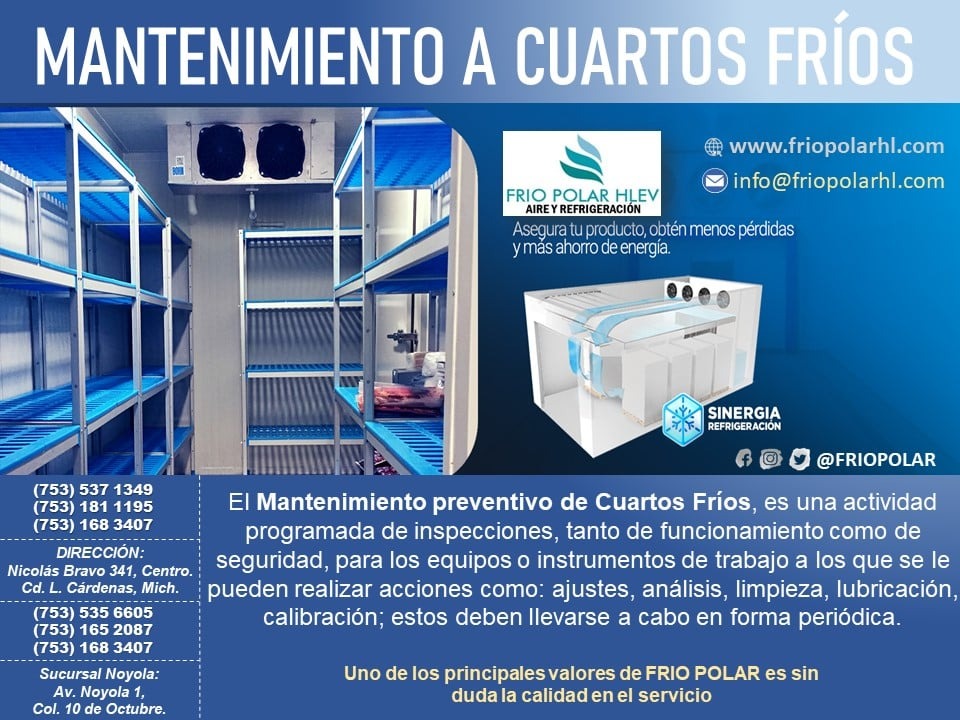 MANTENIMIENTO A CUARTOS FRÍOS
FRIO POLAR HLEV
AIRE Y REFRIGERACIÓN
www.friopolarhl.com
info@friopolarhl.com
Asegura tu producto, obtén menos pérdidas
y más ahorro de energía.
SINERGIA
REFRIGERACIÓN
@FRIOPOLAR
(753) 537 1349
(753) 181 1195
(753) 168 3407
DIRECCIÓN:
Nicolás Bravo 341, Centro.
Cd. L. Cárdenas, Mich.
(753) 535 6605
(753) 165 2087
(753) 168 3407
Sucursal Noyola:
Av. Noyola 1,
Col. 10 de Octubre.
El Mantenimiento preventivo de Cuartos Fríos, es una actividad
programada de inspecciones, tanto de funcionamiento como de
seguridad, para los equipos o instrumentos de trabajo a los que se le
pueden realizar acciones como: ajustes, análisis, limpieza, lubricación,
calibración; estos deben llevarse a cabo en forma periódica.
Uno de los principales valores de FRIO POLAR es sin
duda la calidad en el servicio